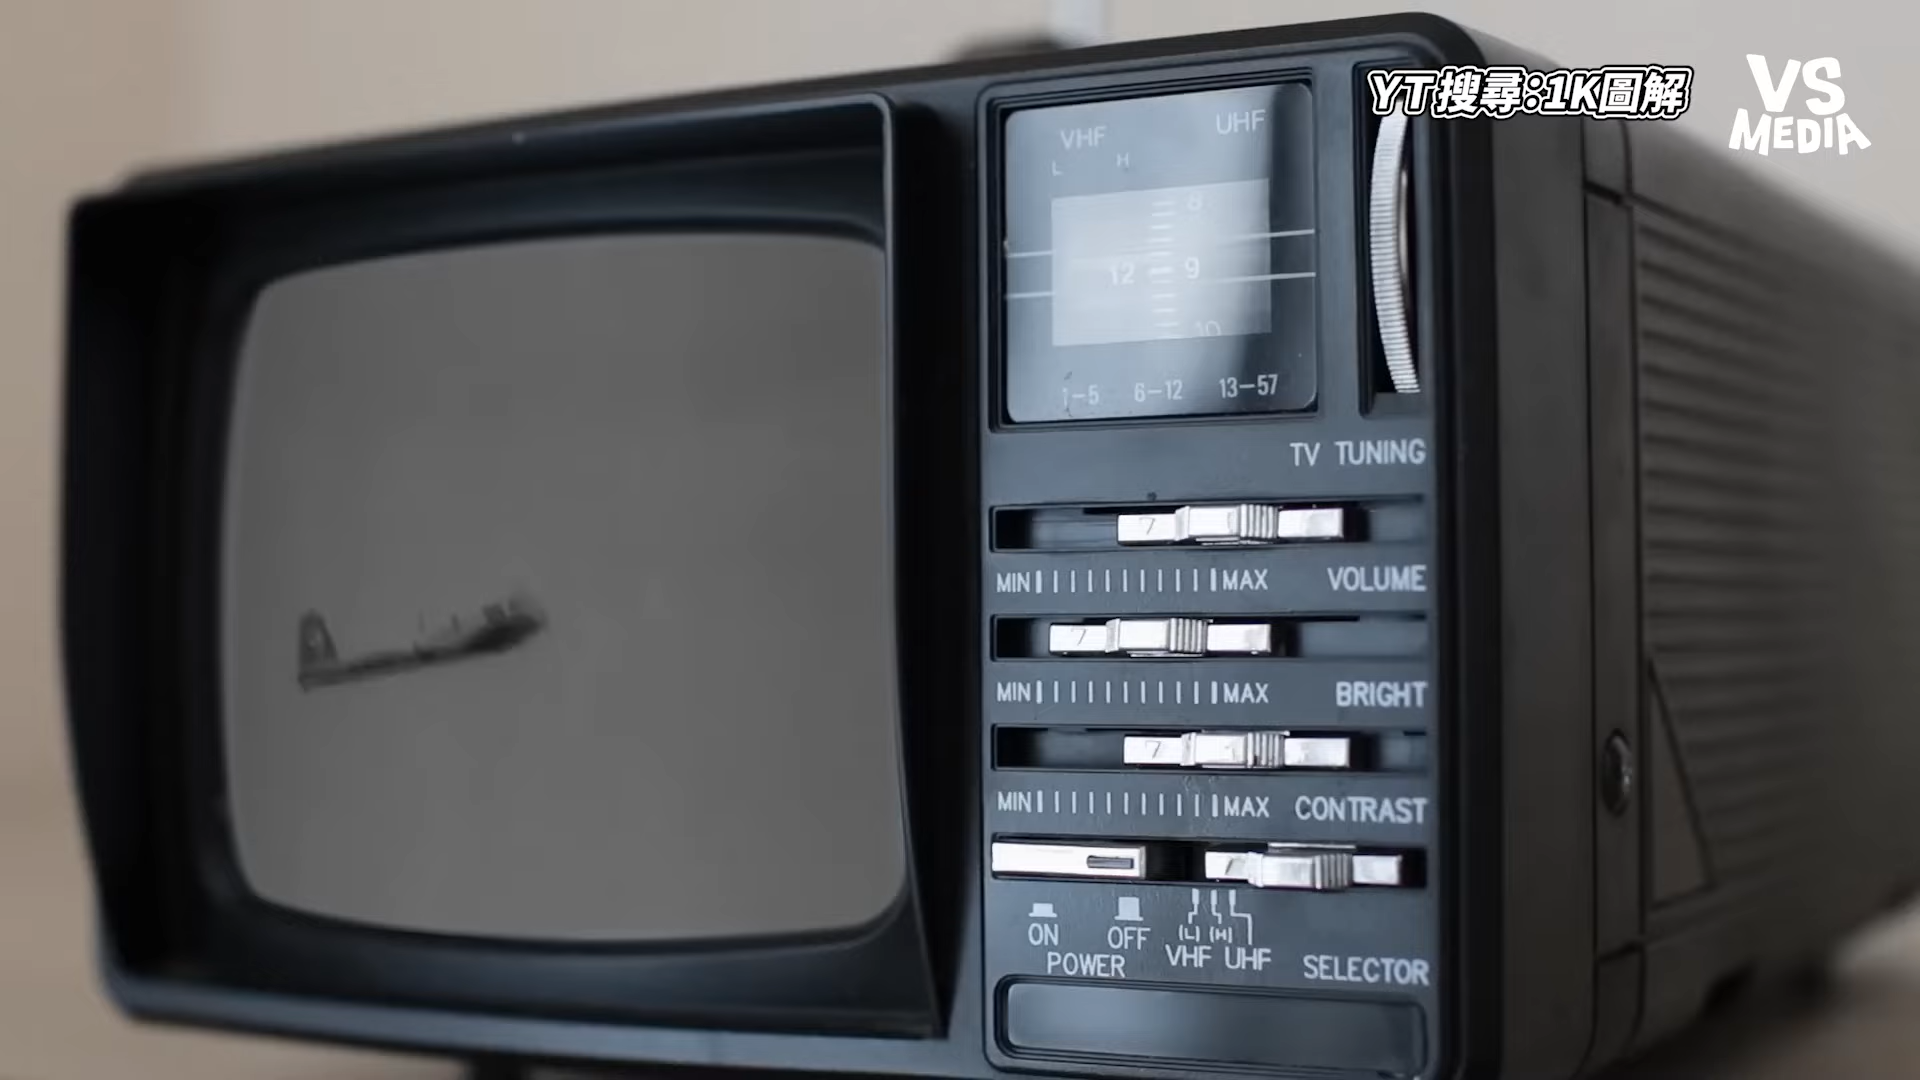 YT搜尋:1K圖解
VS
MEDIA
VHF UHF
L H
8
12 9
10
1-5 6-12 13-57
TV TUNING
MIN MAX VOLUME
MIN MAX BRIGHT
MIN MAX CONTRAST
ON OFF
POWER
(L) (H)
VHF UHF
SELECTOR